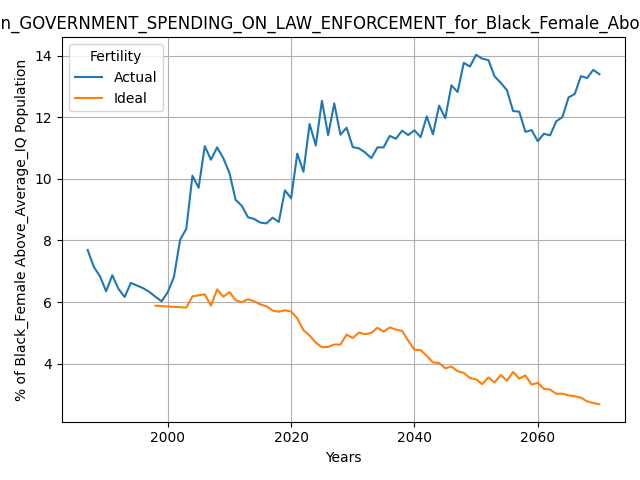 n_GOVERNMENT_SPENDING_ON_LAW_ENFORCEMENT_for_Black_Female_Abo
Fertility
Actual
Ideal
% of Black_Female Above_Average_IQ Population
14
12
10
8
6
4
2000
2020
2040
2060
Years